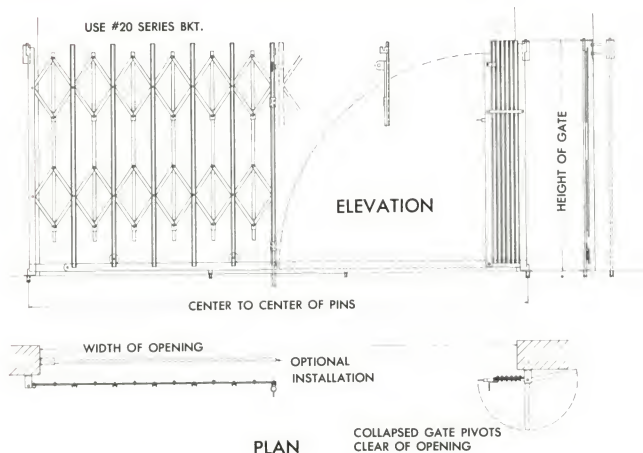 USE #20 SERIES BKT.
ELEVATION
HEIGHT OF GATE
CENTER TO CENTER OF PINS
WIDTH OF OPENING
OPTIONAL
INSTALLATION
PLAN
COLLAPSED GATE PIVOTS
CLEAR OF OPENING